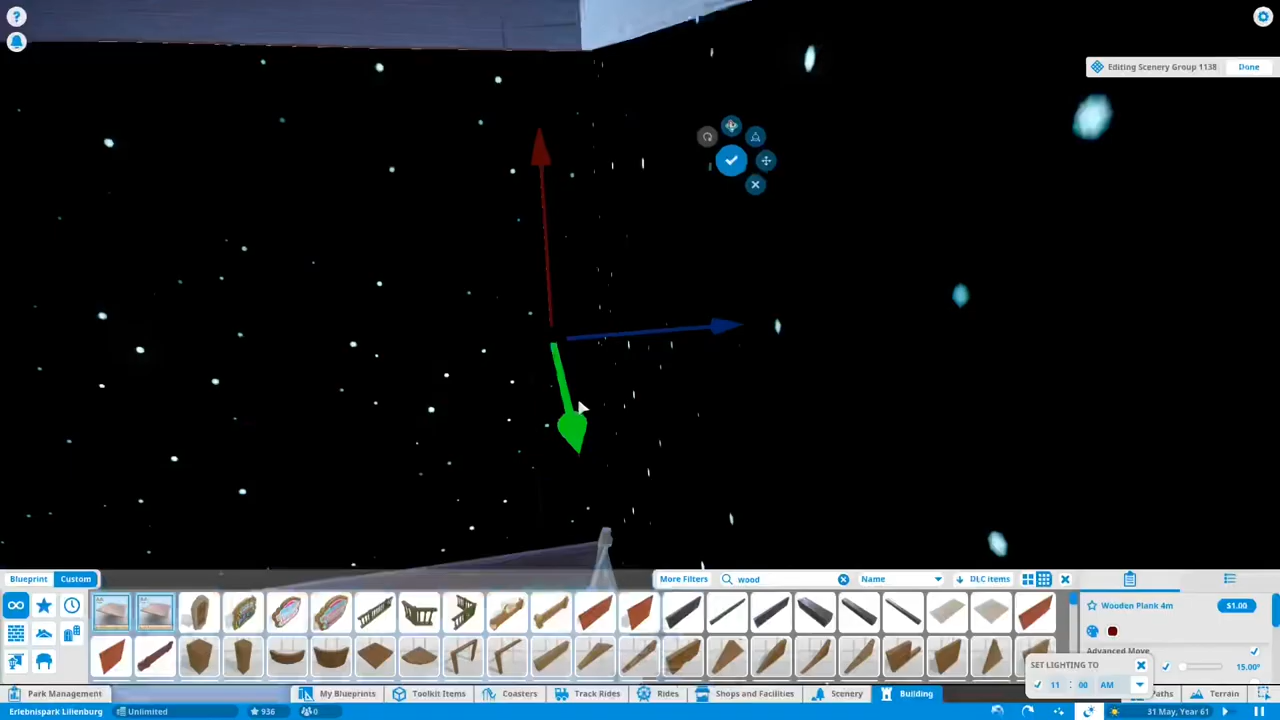 ?
Editing Scenery Group 1138 Done
Blueprint Custom More Filters wood Name DLC items
Wooden Plank 4m $1.00
Advanced Move
SET LIGHTING TO
15.00°
11 : 00 AM
Park Management My Blueprints Toolkit Items Coasters Track Rides Rides Shops and Facilities Scenery Building Paths Terrain
Erlebnispark Lilienburg Unlimited 936 0 31 May, Year 61